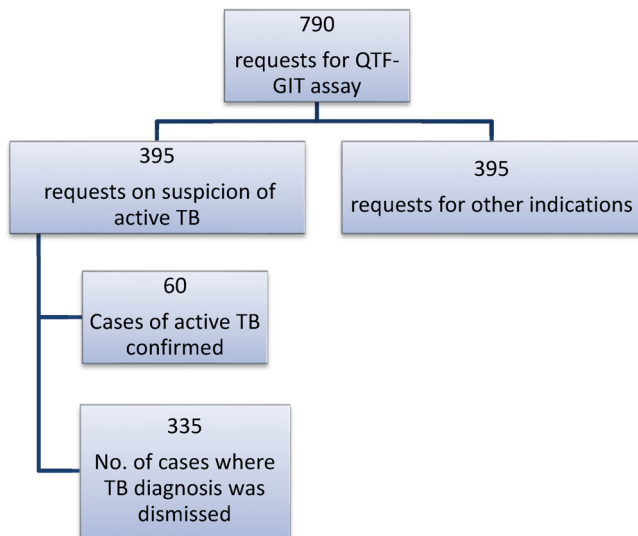 790
requests for QTF-
GIT assay
395
requests on suspicion of
active TB
395
requests for other indications
60
Cases of active TB
confirmed
335
No. of cases where
TB diagnosis was
dismissed